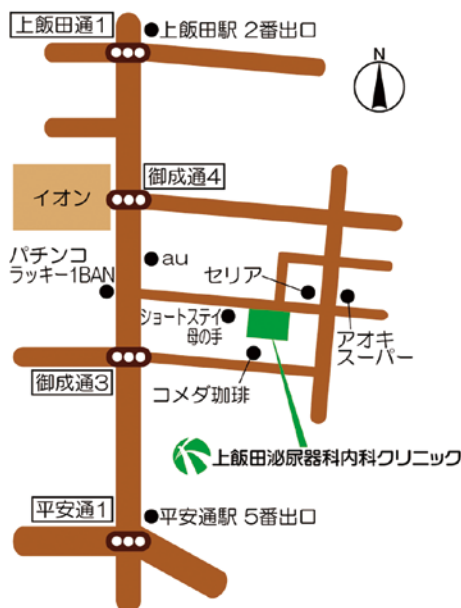 上飯田通1
上飯田駅 2番出口
N
御成通4
イオン
au
パチンコ
ラッキー1BAN
セリア
ショートステイ
母の手
アオキ
スーパー
御成通3
コメダ珈琲
上飯田泌尿器科内科クリニック
平安通1
平安通駅 5番出口